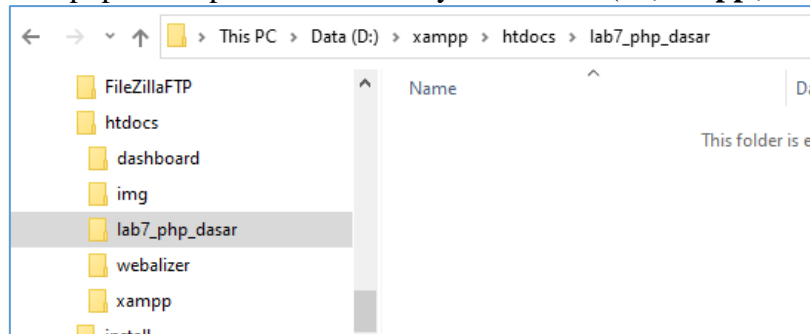 This PC > Data (D:) > xampp > htdocs > lab7_php_dasar
FileZillaFTP
Name
htdocs
dashboard
This folder is
img
lab7_php_dasar
webalizer
xampp